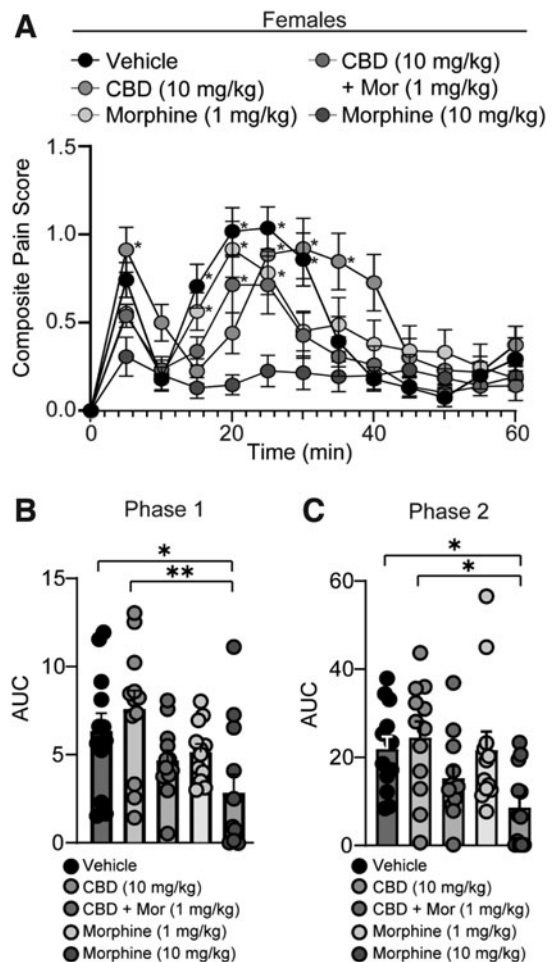 A
Females
Vehicle
CBD (10 mg/kg)
CBD (10 mg/kg)
+ Mor (1 mg/kg)
Morphine (1 mg/kg)
Morphine (10 mg/kg)
Composite Pain Score
1.5
1.0
0.5
0.0
* * * * * * * * * * * * *
0 20 40 60
Time (min)
B
Phase 1
*
**
AUC
15
10
5
0
Vehicle
CBD (10 mg/kg)
CBD + Mor (1 mg/kg)
Morphine (1 mg/kg)
Morphine (10 mg/kg)
C
Phase 2
*
*
AUC
60
40
20
0
Vehicle
CBD (10 mg/kg)
CBD + Mor (1 mg/kg)
Morphine (1 mg/kg)
Morphine (10 mg/kg)